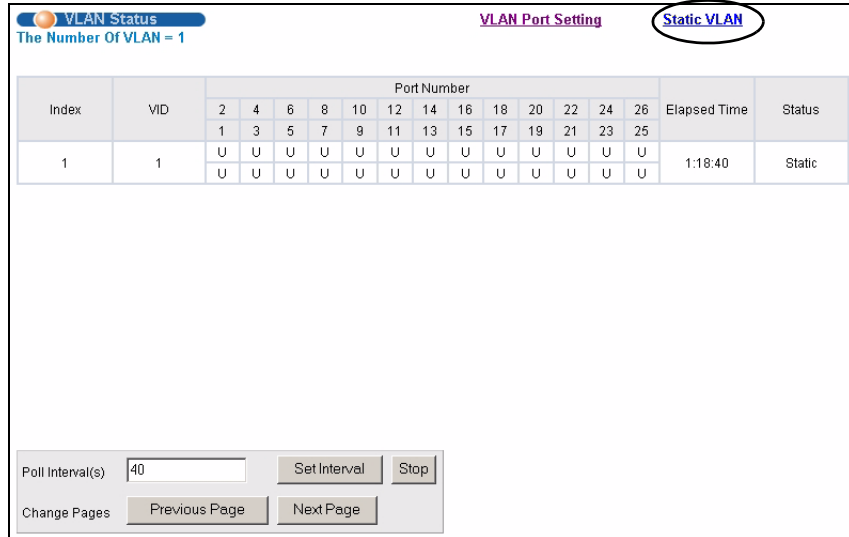 VLAN Status VLAN Port Setting Static VLAN
The Number Of VLAN = 1
Index VID Port Number Elapsed Time Status
2 4 6 8 10 12 14 16 18 20 22 24 26
1 3 5 7 9 11 13 15 17 19 21 23 25
1 1 U U U U U U U U U U U U U 1:18:40 Static
U U U U U U U U U U U U U
Poll Interval(s) 40 Set Interval Stop
Change Pages Previous Page Next Page